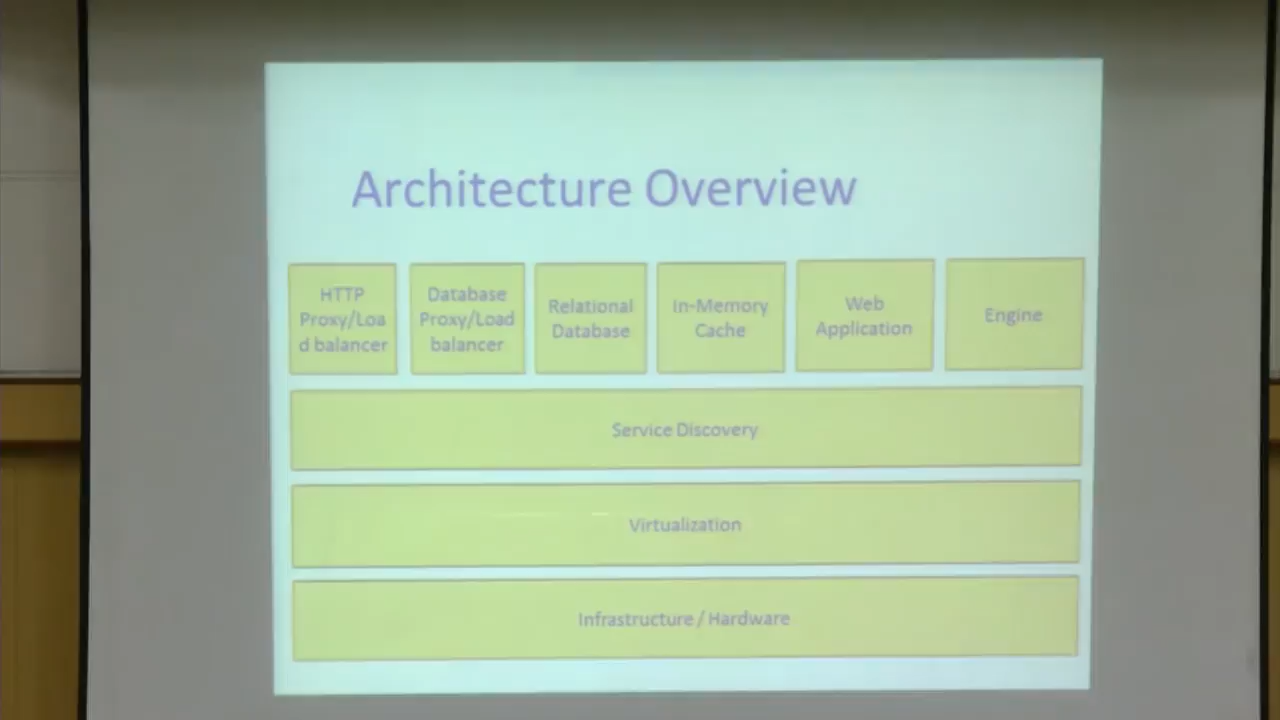 Architecture Overview
HTTP
Proxy/Loa
d balancer
Database
Proxy/Load
balancer
Relational
Database
In-Memory
Cache
Web
Application
Engine
Service Discovery
Virtualization
Infrastructure / Hardware